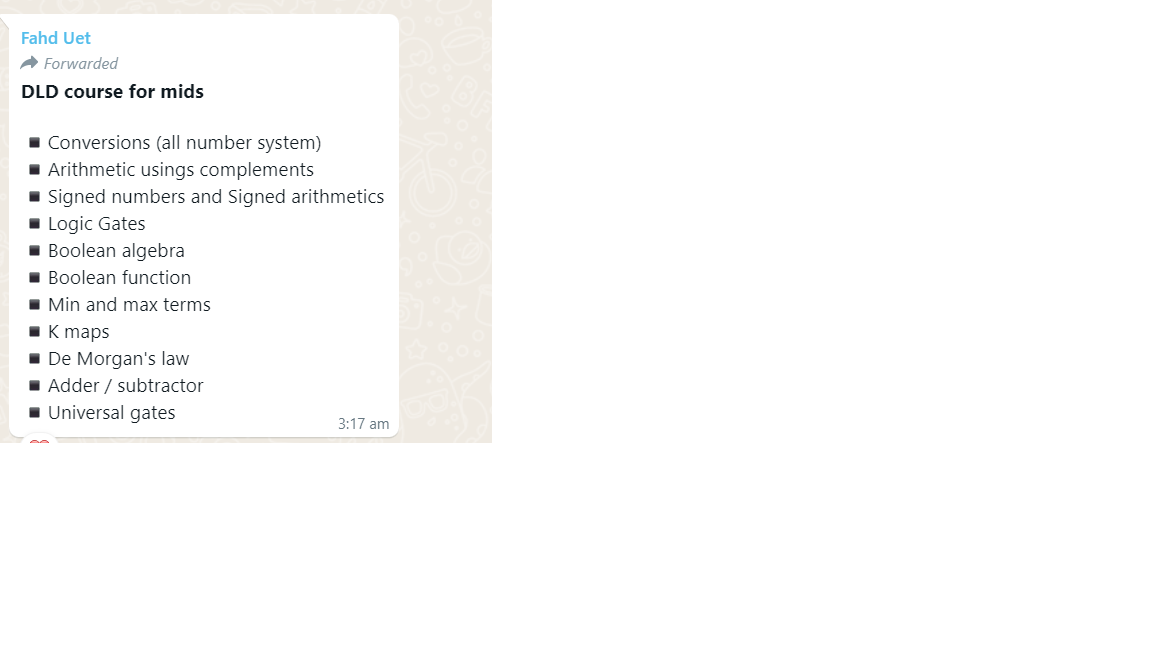 Fahd Uet
Forwarded
DLD course for mids
▪ Conversions (all number system)
▪ Arithmetic usings complements
▪ Signed numbers and Signed arithmetics
▪ Logic Gates
▪ Boolean algebra
▪ Boolean function
▪ Min and max terms
▪ K maps
▪ De Morgan's law
▪ Adder / subtractor
▪ Universal gates
3:17 am